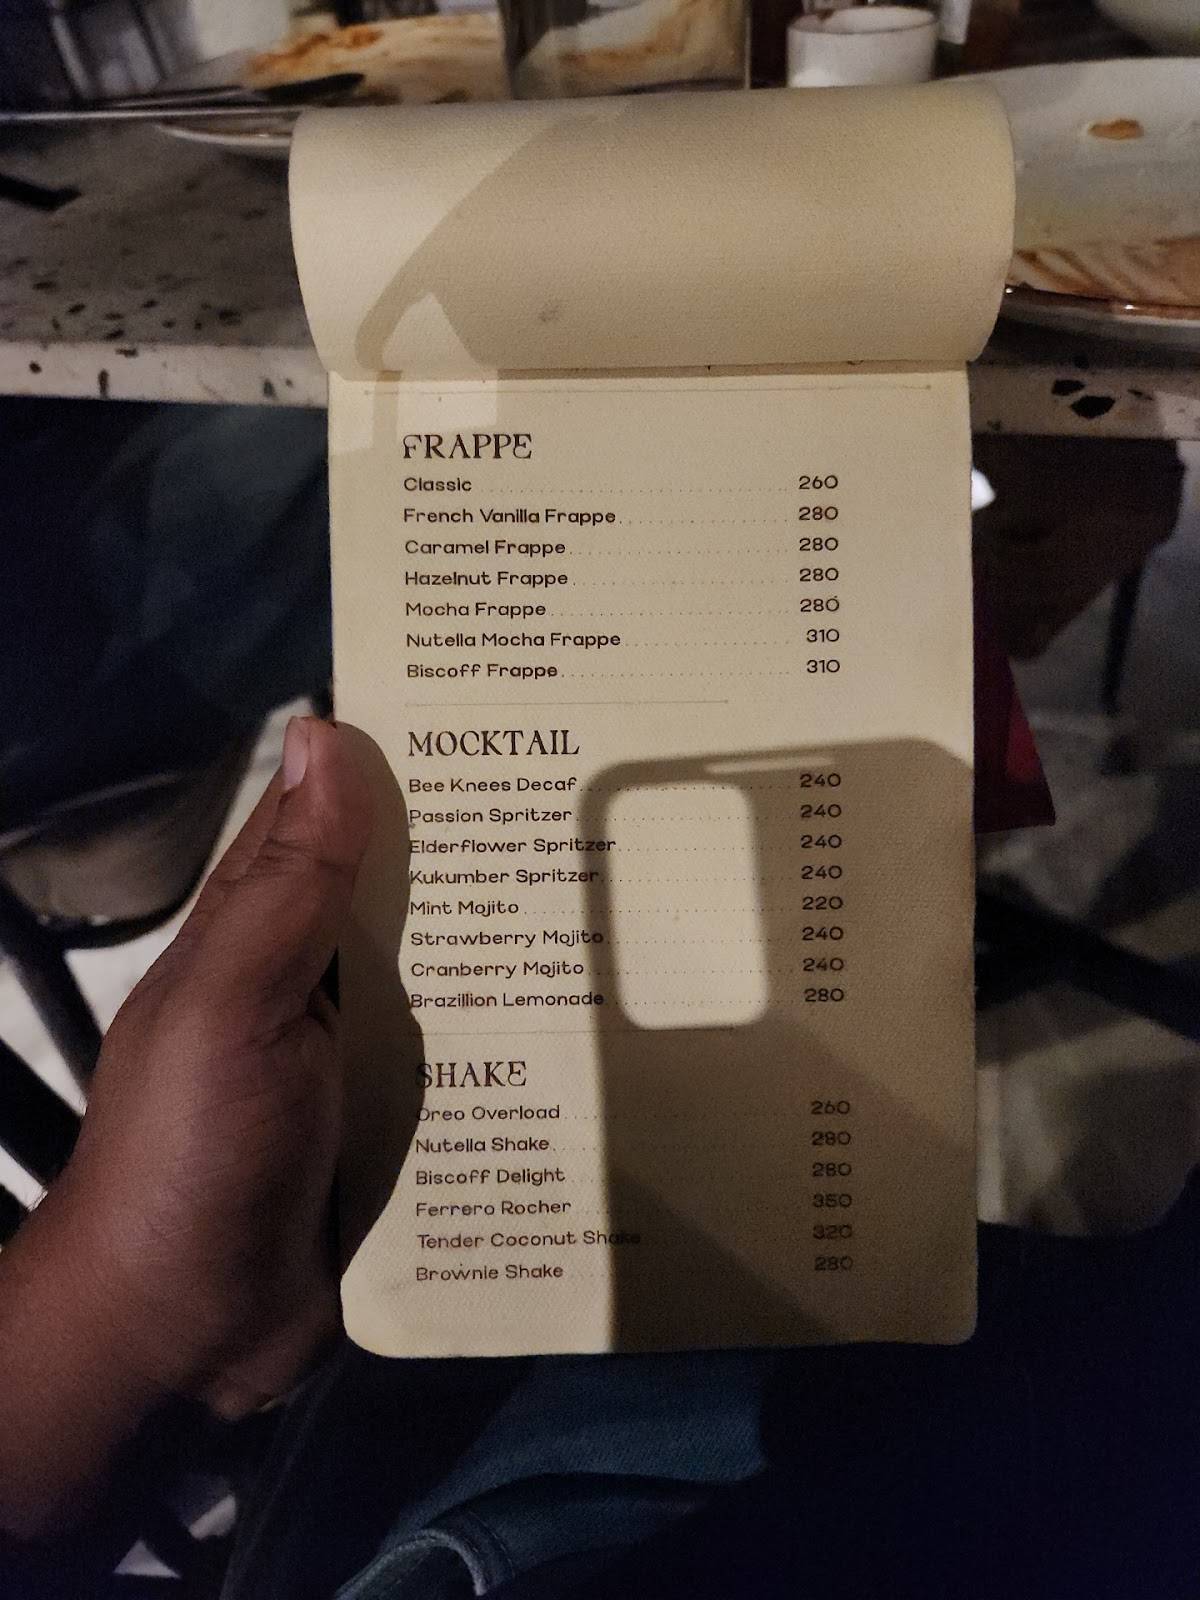 FRAPPE
Classic 260
French Vanilla Frappe 280
Caramel Frappe 280
Hazelnut Frappe 280
Mocha Frappe 280
Nutella Mocha Frappe 310
Biscoff Frappe 310
MOCKTAIL
Bee Knees Decaf 240
Passion Spritzer 240
Elderflower Spritzer 240
Kukumber Spritzer 240
Mint Mojito 220
Strawberry Mojito 240
Cranberry Mojito 240
Brazillion Lemonade 280
SHAKE
Oreo Overload 260
Nutella Shake 280
Biscoff Delight 280
Ferrero Rocher 350
Tender Coconut Shake 320
Brownie Shake 280